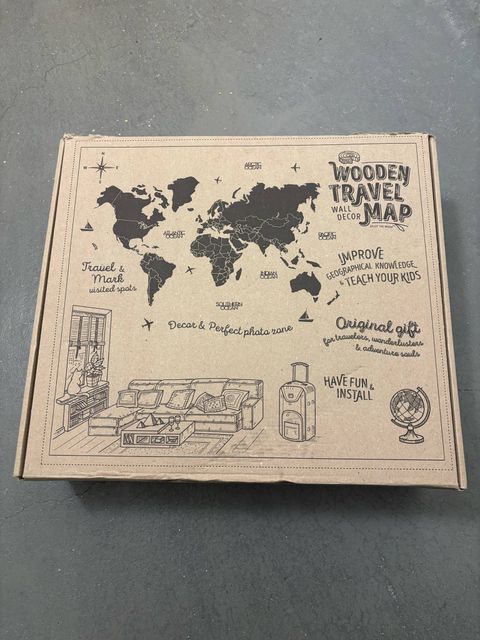 WOODEN
TRAVEL
WALL
DECOR
MAP
N
W
E
S
ARCTIC
OCEAN
ATLANTIC
OCEAN
PACIFIC
OCEAN
INDIAN
OCEAN
SOUTHERN
OCEAN
Travel &
Mark
visited spots
Decor & Perfect photo zone
IMPROVE
GEOGRAPHICAL KNOWLEDGE
& TEACH YOUR KIDS
Original gift
for travelers, wanderlusters
& adventure souls
HAVE FUN &
INSTALL